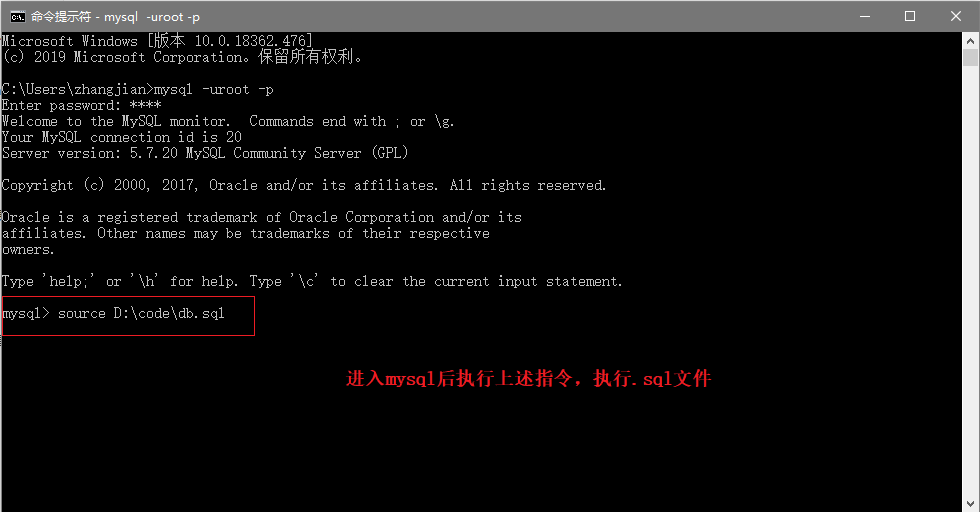 命令提示符 - mysql  -uroot -p
Microsoft Windows [版本 10.0.18362.476]
(c) 2019 Microsoft Corporation。保留所有权利。
C:\Users\zhangjian>mysql -uroot -p
Enter password: ****
Welcome to the MySQL monitor.  Commands end with ; or \g.
Your MySQL connection id is 20
Server version: 5.7.20 MySQL Community Server (GPL)
Copyright (c) 2000, 2017, Oracle and/or its affiliates. All rights reserved.
Oracle is a registered trademark of Oracle Corporation and/or its
affiliates. Other names may be trademarks of their respective
owners.
Type 'help;' or '\h' for help. Type '\c' to clear the current input statement.
mysql> source D:\code\db.sql
进入mysql后执行上述指令，执行.sql文件